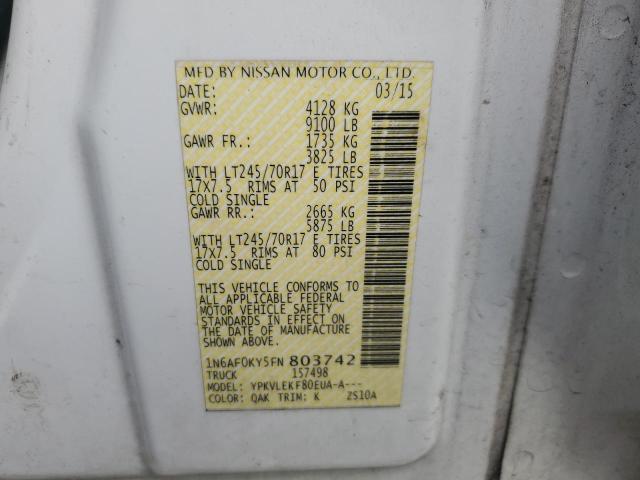 MFD BY NISSAN MOTOR CO., LTD.
DATE: 03/15
GVWR: 4128 KG
9100 LB
GAWR FR.: 1735 KG
3825 LB
WITH LT245/70R17 E TIRES
17X7.5 RIMS AT 50 PSI
COLD SINGLE
GAWR RR.: 2665 KG
5875 LB
WITH LT245/70R17 E TIRES
17X7.5 RIMS AT 80 PSI
COLD SINGLE
THIS VEHICLE CONFORMS TO
ALL APPLICABLE FEDERAL
MOTOR VEHICLE SAFETY
STANDARDS IN EFFECT ON
THE DATE OF MANUFACTURE
SHOWN ABOVE.
1N6AF0KY5FN 803742
TRUCK 157498
MODEL: YPKVLEKF80EUA-A---
COLOR: QAK TRIM: K ZS10A